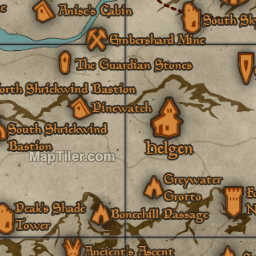 Anise's Cabin
South Sky
Embershard Mine
The Guardian Stones
North Shriekwind Bastion
Pinewatch
South Shriekwind
Bastion
MapTiler.com
Helgen
Greywater
Grotto
Peak's Shade
Tower
Bonechill Passage
Ancient's Ascent